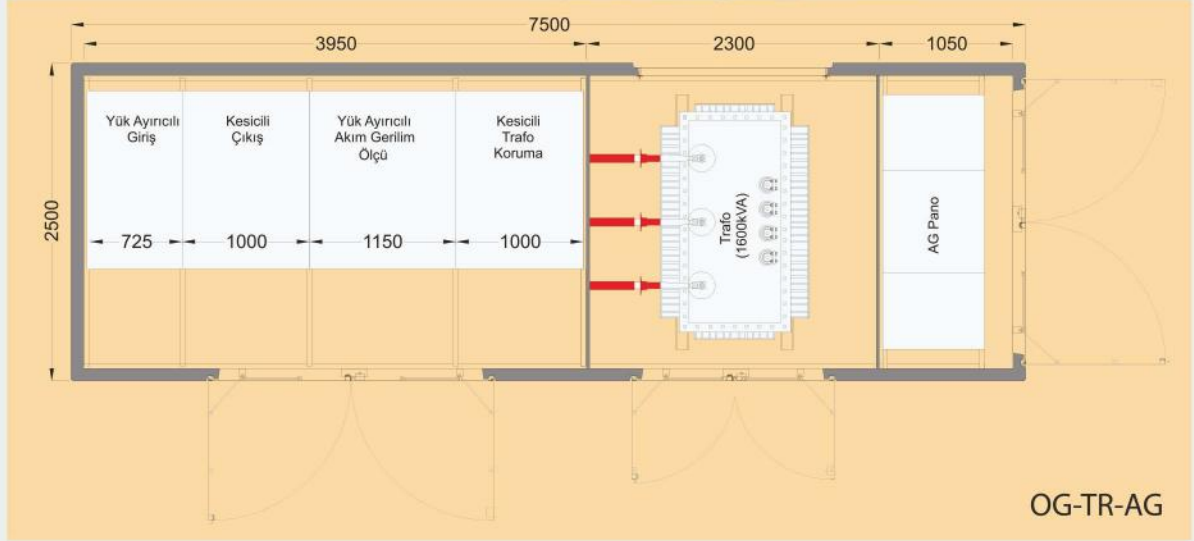 7500
3950
2300
1050
2500
Yük Ayırıcılı
Giriş
Kesicili
Çıkış
Yük Ayırıcılı
Akım Gerilim
Ölçü
Kesicili
Trafo
Koruma
725
1000
1150
1000
Trafo
(1600kVA)
AG Pano
OG-TR-AG